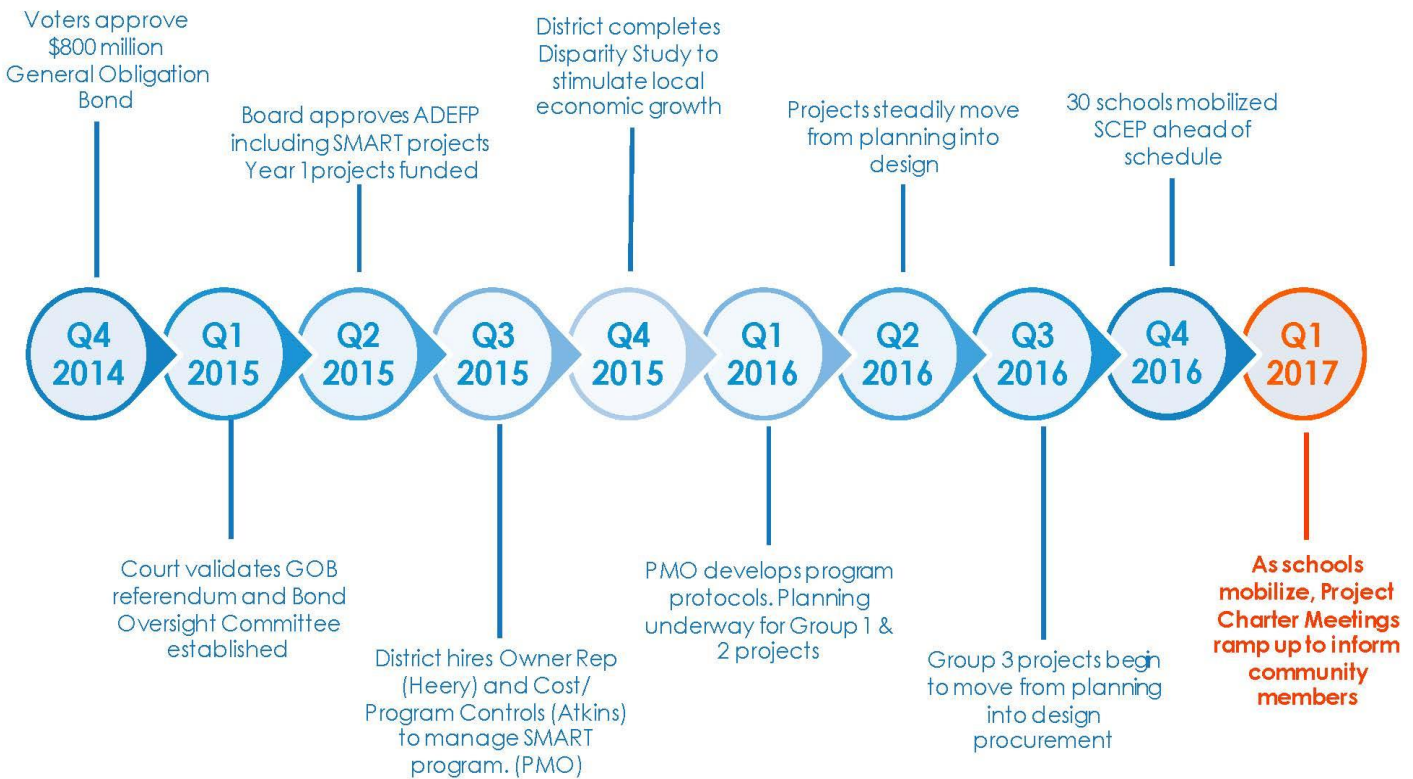 Voters approve
$800 million
General Obligation
Bond
Board approves ADEFP
including SMART projects
Year 1 projects funded
District completes
Disparity Study to
stimulate local
economic growth
Projects steadily move
from planning into
design
30 schools mobilized
SCEP ahead of
schedule
Q4
2014
Q1
2015
Q2
2015
Q3
2015
Q4
2015
Q1
2016
Q2
2016
Q3
2016
Q4
2016
Q1
2017
Court validates GOB
referendum and Bond
Oversight Committee
established
District hires Owner Rep
(Heery) and Cost/
Program Controls (Atkins)
to manage SMART
program. (PMO)
PMO develops program
protocols. Planning
underway for Group 1 &
2 projects
Group 3 projects begin
to move from planning
into design
procurement
As schools
mobilize, Project
Charter Meetings
ramp up to inform
community
members